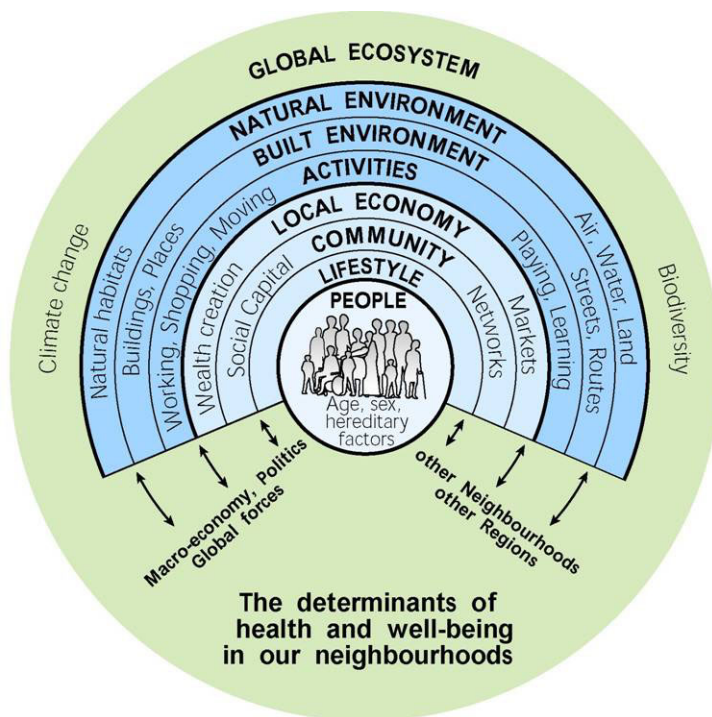 GLOBAL ECOSYSTEM
NATURAL ENVIRONMENT
BUILT ENVIRONMENT
ACTIVITIES
LOCAL ECONOMY
COMMUNITY
LIFESTYLE
PEOPLE
Age, sex,
hereditary
factors
Climate change
Natural habitats
Buildings, Places
Working, Shopping, Moving
Wealth creation
Social Capital
Networks
Markets
Playing, Learning
Streets, Routes
Air, Water, Land
Biodiversity
Macro-economy, Politics
Global forces
other Neighbourhoods
other Regions
The determinants of
health and well-being
in our neighbourhoods